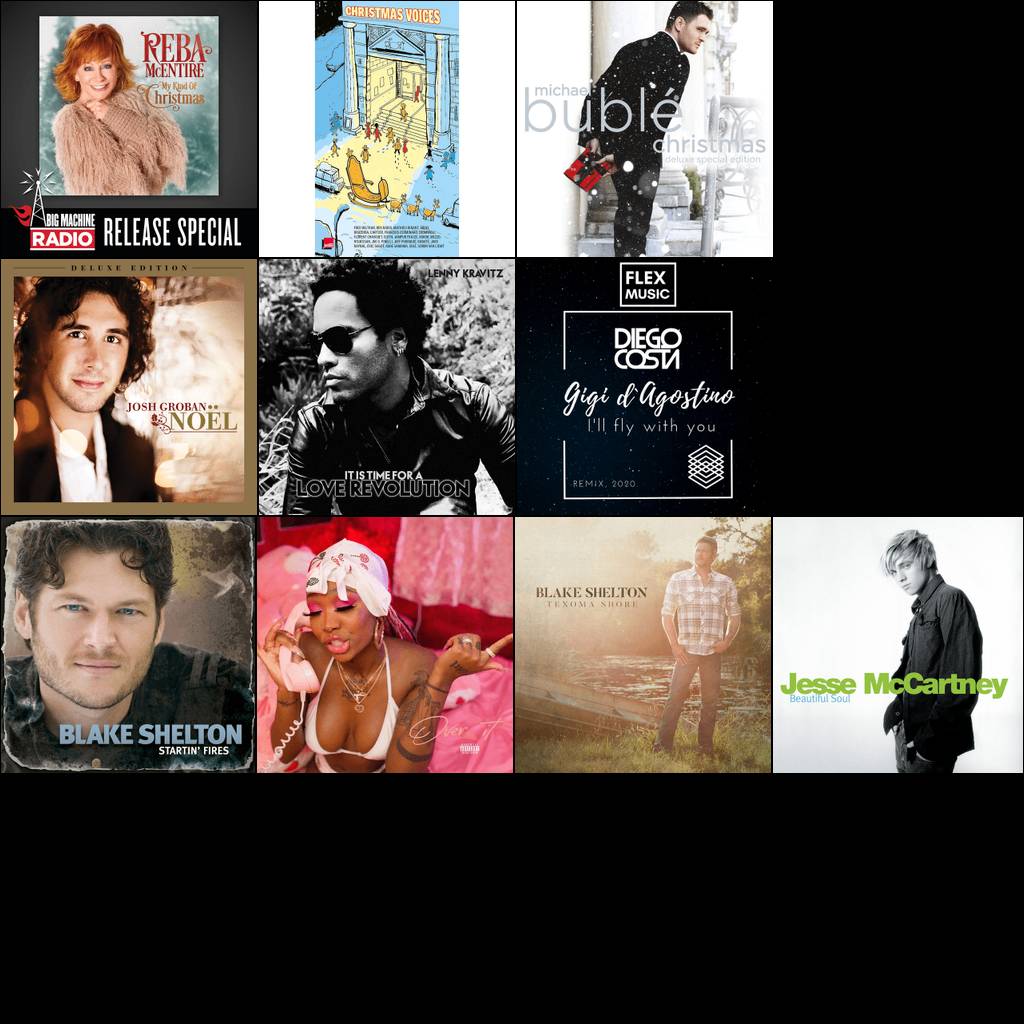 REBA
McENTIRE
My Kind Of
Christmas
BIG MACHINE
RADIO
RELEASE SPECIAL
CHRISTMAS VOICES
michael
bublé
christmas
deluxe special edition
DELUXE EDITION
JOSH GROBAN
NOËL
LENNY KRAVITZ
IT IS TIME FOR A
LOVE REVOLUTION
FLEX
MUSIC
DIEGO
COSTA
Gigi d'Agostino
I'll fly with you
REMIX, 2020.
BLAKE SHELTON
STARTIN' FIRES
Over it
BLAKE SHELTON
TEXOMA SHORE
Jesse McCartney
Beautiful Soul